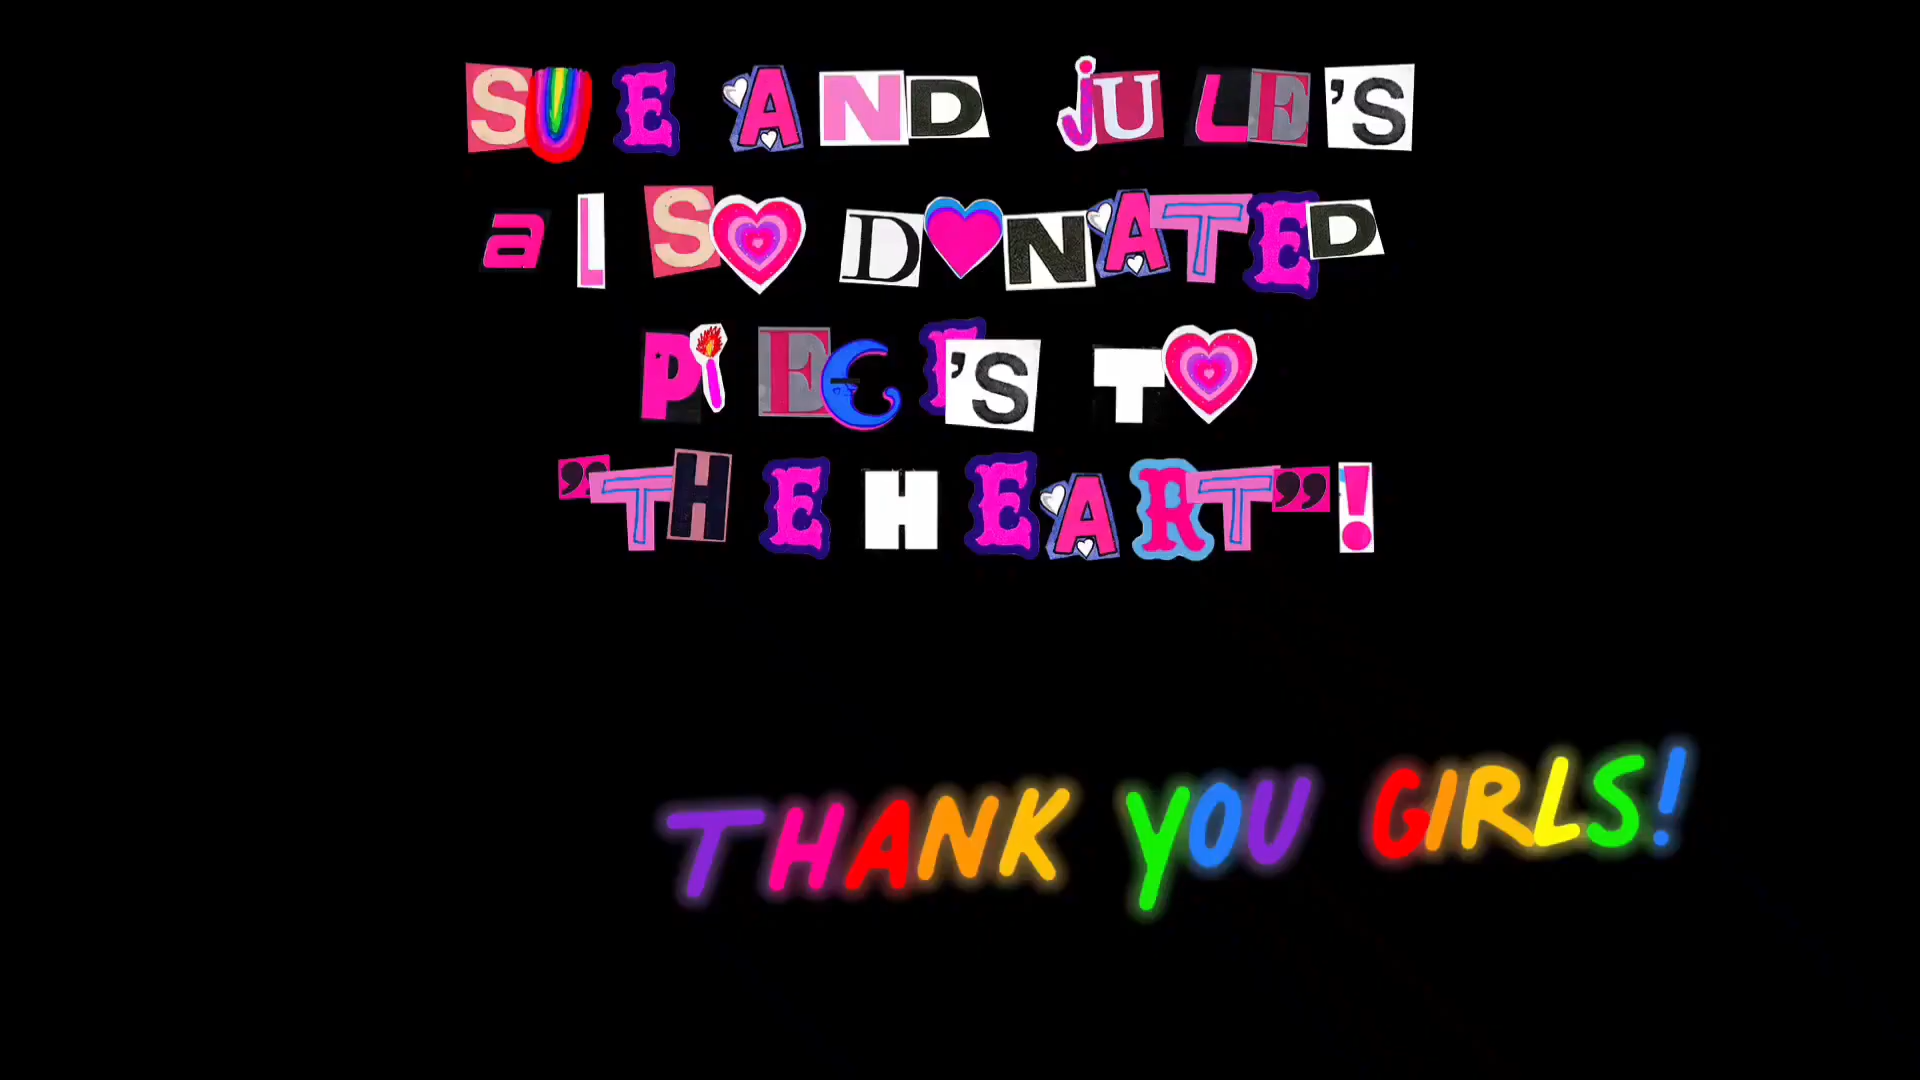 SUE AND jULE'S
alSO DONATED
PiECE'S TO
"THE HEART"!
THANK YOU GIRLS!